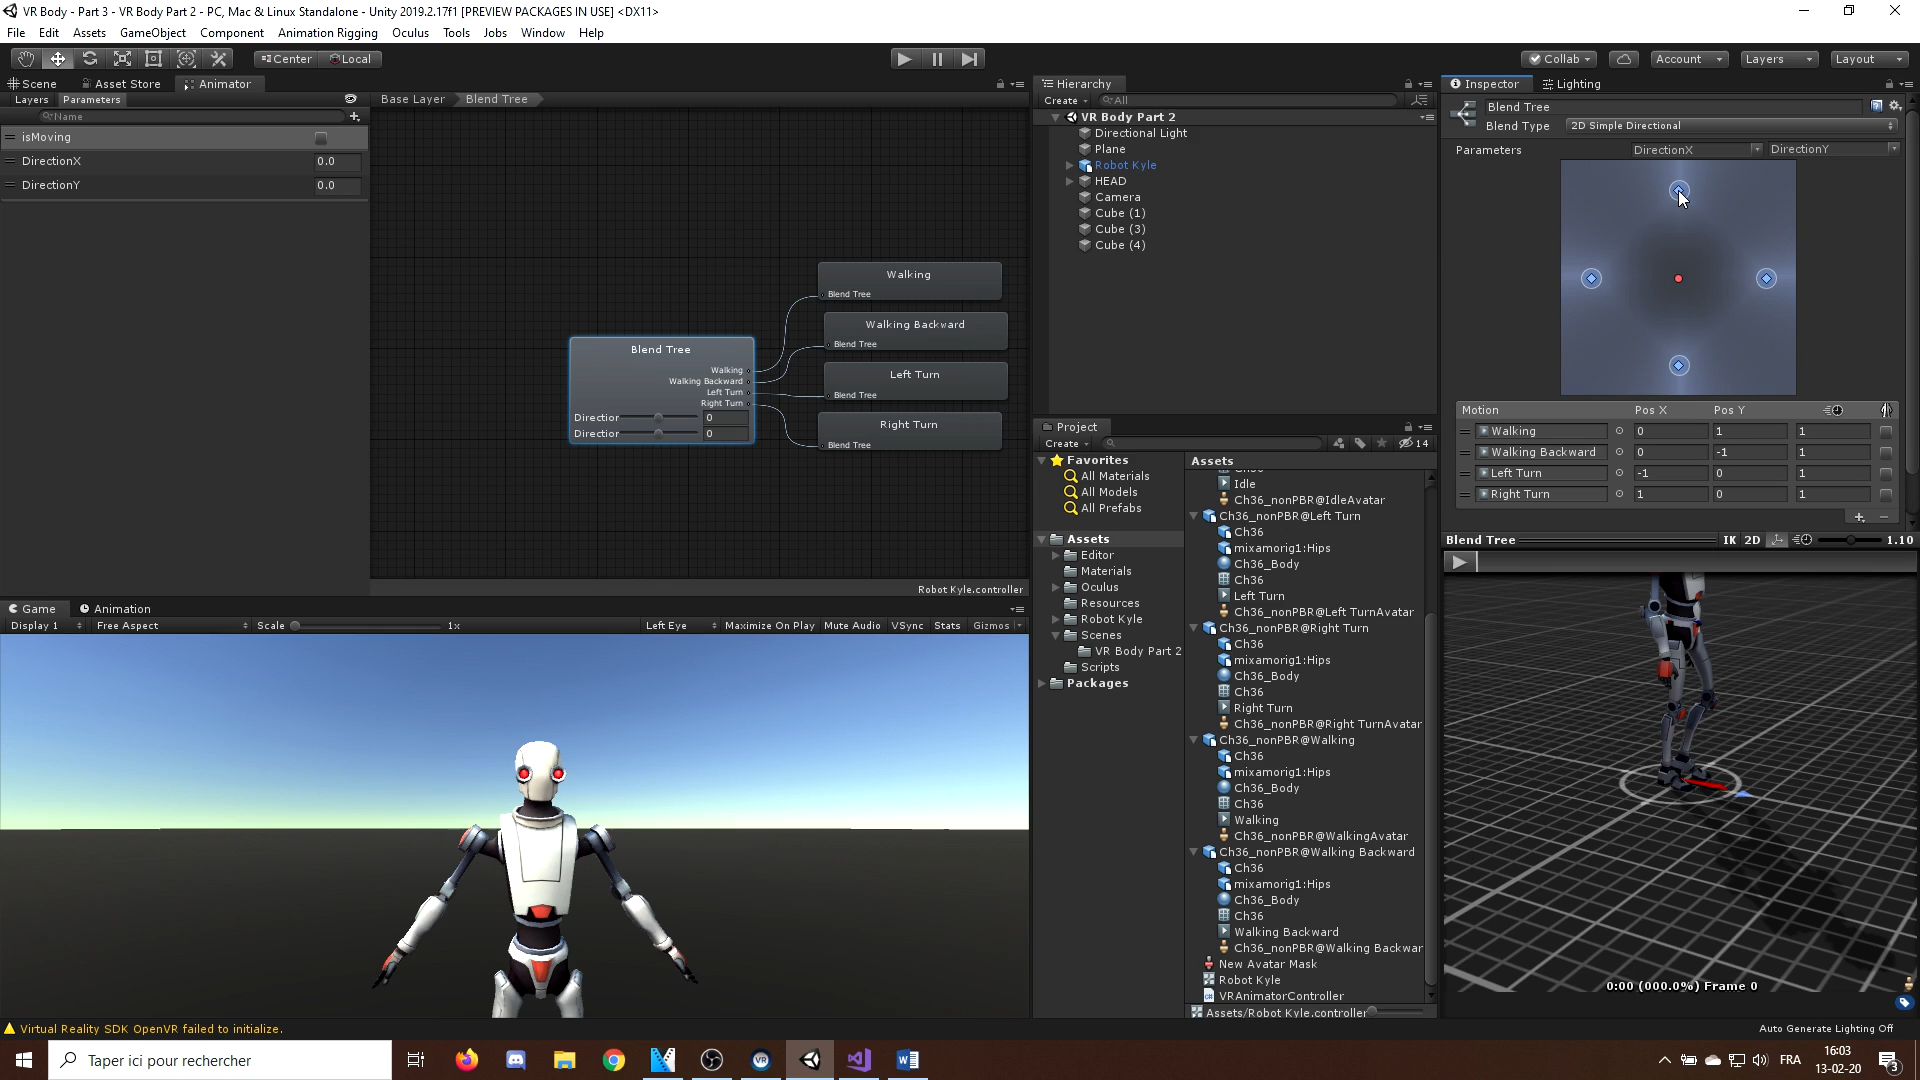 VR Body - Part 3 - VR Body Part 2 - PC, Mac & Linux Standalone - Unity 2019.2.17f1 [PREVIEW PACKAGES IN USE] <DX11>
File Edit Assets GameObject Component Animation Rigging Oculus Tools Jobs Window Help
Center Local Collab Account Layers Layout
Scene Asset Store Animator
Layers Parameters
Base Layer Blend Tree
Name
isMoving
DirectionX 0.0
DirectionY 0.0
Walking
Blend Tree
Walking Backward
Blend Tree
Left Turn
Blend Tree
Right Turn
Blend Tree
Blend Tree
Walking
Walking Backward
Left Turn
Right Turn
Direction 0
Direction 0
Robot Kyle.controller
Game Animation
Display 1 Free Aspect Scale 1x Left Eye Maximize On Play Mute Audio VSync Stats Gizmos
Hierarchy
Create All
VR Body Part 2
Directional Light
Plane
Robot Kyle
HEAD
Camera
Cube (1)
Cube (3)
Cube (4)
Project
Create 14
Favorites
All Materials
All Models
All Prefabs
Assets
Editor
Materials
Oculus
Resources
Robot Kyle
Scenes
VR Body Part 2
Scripts
Packages
Assets
Idle
Ch36_nonPBR@IdleAvatar
Ch36_nonPBR@Left Turn
Ch36
mixamorig1:Hips
Ch36_Body
Ch36
Left Turn
Ch36_nonPBR@Left TurnAvatar
Ch36_nonPBR@Right Turn
Ch36
mixamorig1:Hips
Ch36_Body
Ch36
Right Turn
Ch36_nonPBR@Right TurnAvatar
Ch36_nonPBR@Walking
Ch36
mixamorig1:Hips
Ch36_Body
Ch36
Walking
Ch36_nonPBR@WalkingAvatar
Ch36_nonPBR@Walking Backward
Ch36
mixamorig1:Hips
Ch36_Body
Ch36
Walking Backward
Ch36_nonPBR@Walking Backwar
New Avatar Mask
Robot Kyle
VRAnimatorController
Assets/Robot Kyle.controller
Inspector Lighting
Blend Tree
Blend Type 2D Simple Directional
Parameters DirectionX DirectionY
Motion Pos X Pos Y
Walking 0 1 1
Walking Backward 0 -1 1
Left Turn -1 0 1
Right Turn 1 0 1
Blend Tree IK 2D 1.10
0:00 (000.0%) Frame 0
Virtual Reality SDK OpenVR failed to initialize.
Auto Generate Lighting Off
Taper ici pour rechercher
FRA
16:03
13-02-20
3